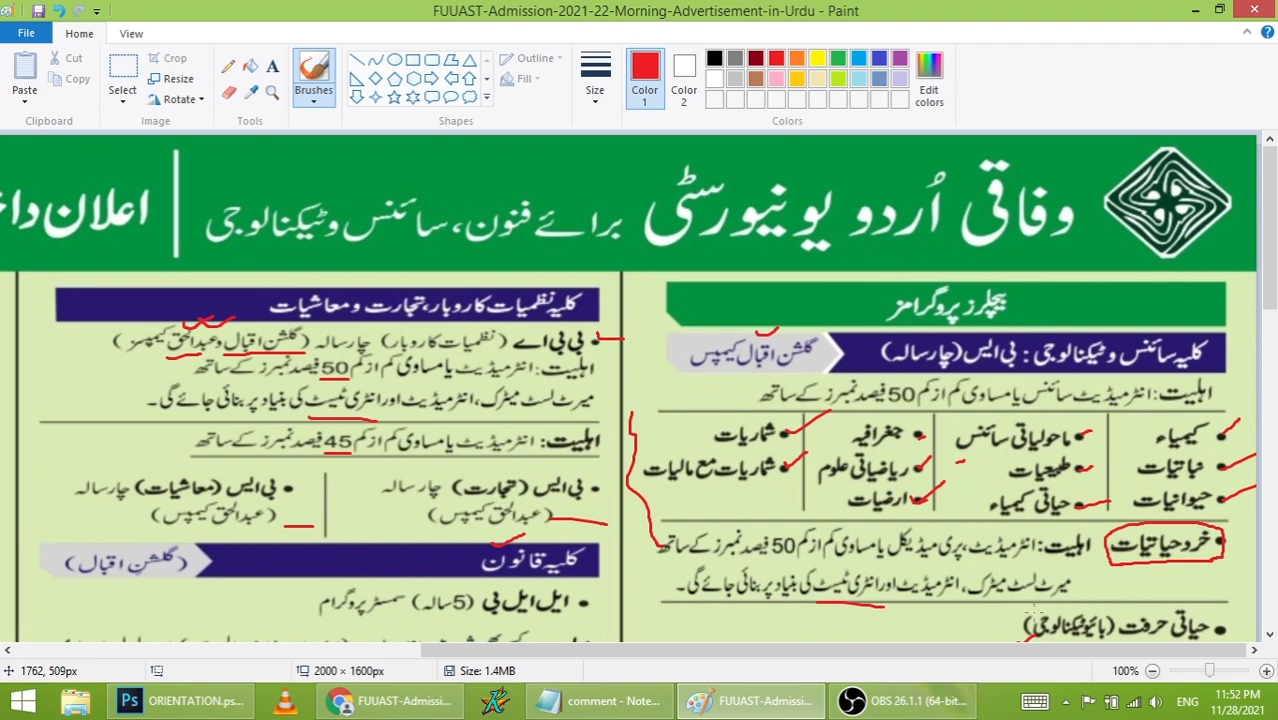 FUUAST-Admission-2021-22-Morning-Advertisement-in-Urdu - Paint
File
Home
View
Paste
Cut
Copy
Clipboard
Select
Crop
Resize
Rotate
Image
Tools
Brushes
Shapes
Outline
Fill
Size
Color 1
Color 2
Edit colors
Colors
وفاقی اُردو یونیورسٹی برائے فنون، سائنس وٹیکنالوجی
اعلان
بیچلرز پروگرامز
کلیہ سائنس وٹیکنالوجی: بی ایس (چارسالہ) گلشن اقبال کیمپس
اہلیت: انٹرمیڈیٹ سائنس یا مساوی کم از کم 50 فیصد نمبرز کے ساتھ
• کیمیاء • ماحولیاتی سائنس • جغرافیہ • شماریات
• نباتیات • طبیعیات • ریاضیاتی علوم • شماریات مع مالیات
• حیوانیات • حیاتی کیمیاء • ارضیات
• خرد حیاتیات اہلیت: انٹرمیڈیٹ، پری میڈیکل یا مساوی کم از کم 50 فیصد نمبرز کے ساتھ
میرٹ لسٹ میٹرک، انٹرمیڈیٹ اور انٹری ٹیسٹ کی بنیاد پر بنائی جائے گی۔
• حیاتی حرفت (بائیوٹیکنالوجی)
کلیہ نظمیات کاروبار، تجارت و معاشیات
• بی بی اے (نظمیات کاروبار) چارسالہ (گلشن اقبال وعبدالحق کیمپسز)
اہلیت: انٹرمیڈیٹ یا مساوی کم از کم 50 فیصد نمبرز کے ساتھ
میرٹ لسٹ میٹرک، انٹرمیڈیٹ اور انٹری ٹیسٹ کی بنیاد پر بنائی جائے گی۔
اہلیت: انٹرمیڈیٹ یا مساوی کم از کم 45 فیصد نمبرز کے ساتھ
• بی ایس (تجارت) چارسالہ • بی ایس (معاشیات) چارسالہ
(عبدالحق کیمپس) (عبدالحق کیمپس)
کلیہ قانون (گلشن اقبال)
• ایل ایل بی (5 سالہ) سمسٹر پروگرام
1762, 509px
2000 × 1600px
Size: 1.4MB
100%
ORIENTATION.ps...
FUUAST-Admissi...
comment - Note...
FUUAST-Admissi...
OBS 26.1.1 (64-bit...
ENG
11:52 PM
11/28/2021